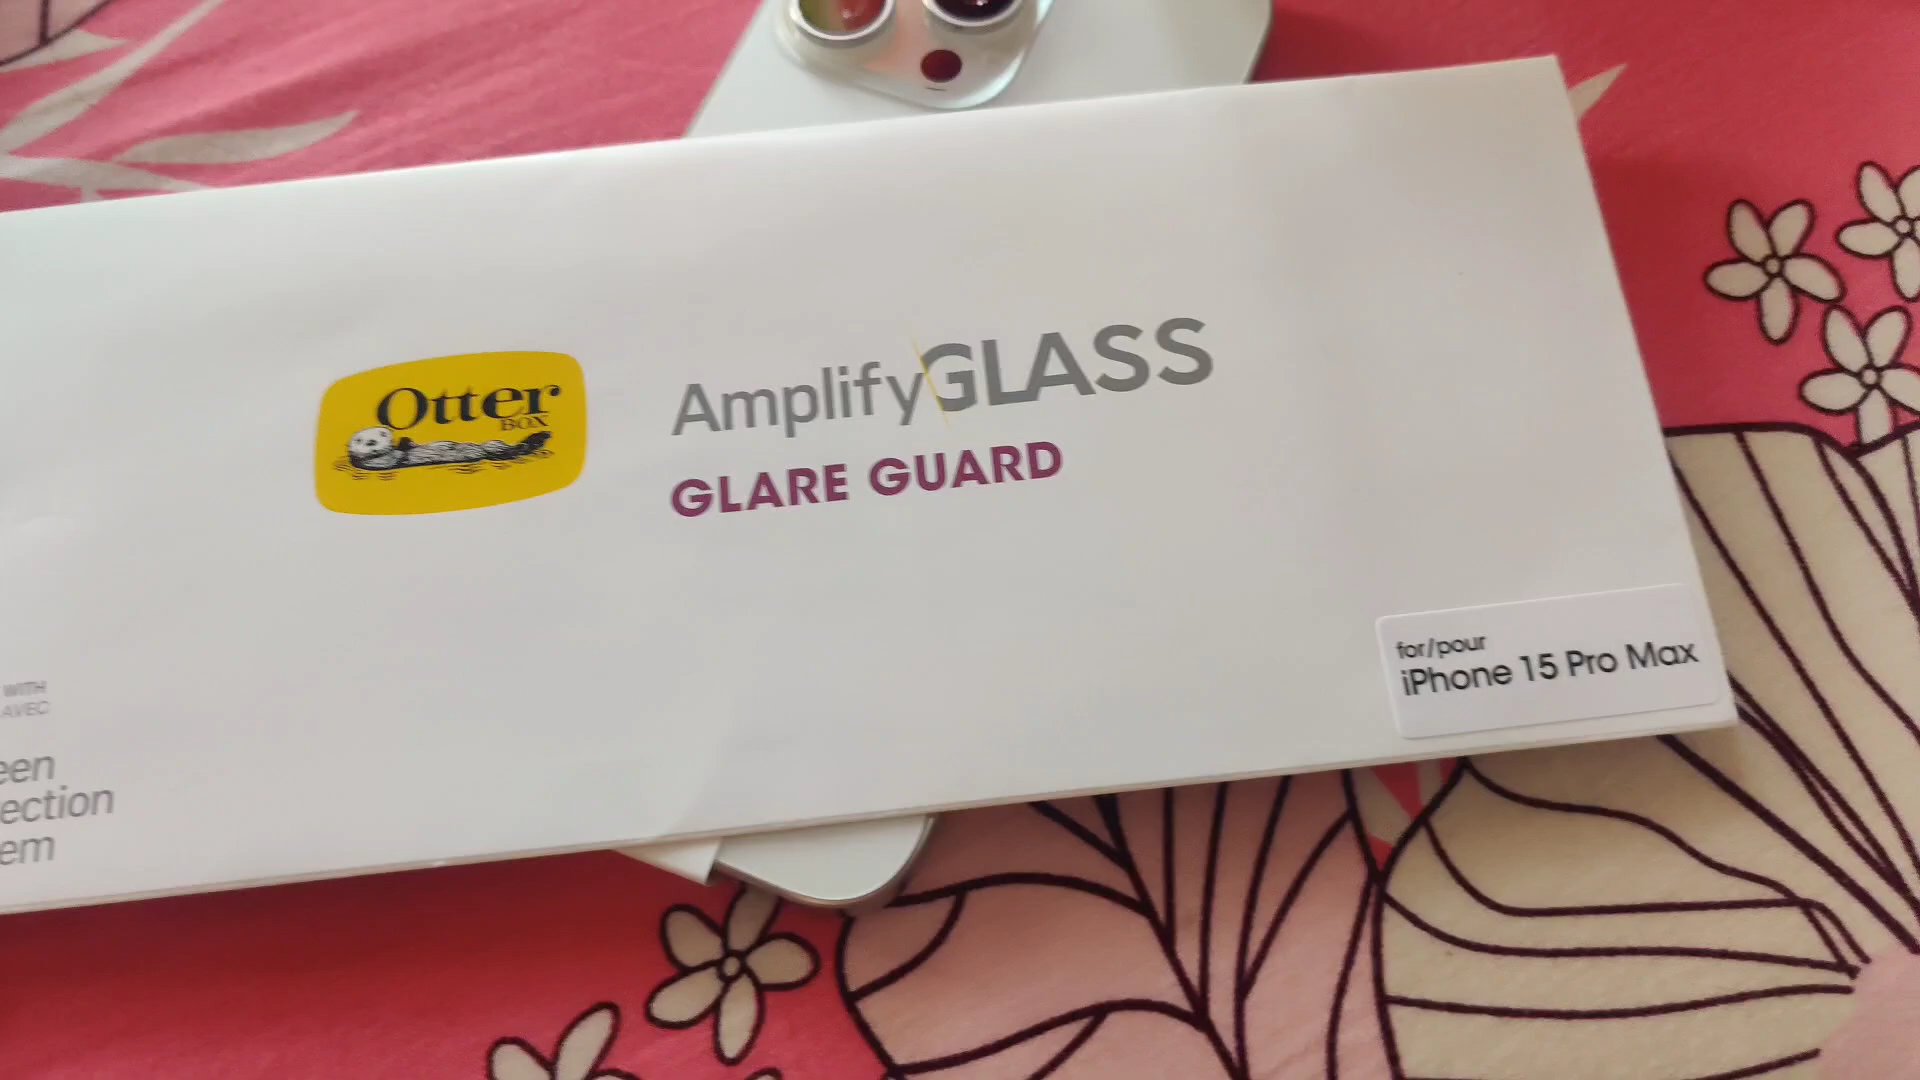 Otter
BOX
AmplifyGLASS
GLARE GUARD
for/pour
iPhone 15 Pro Max
WITH
AVEC
een
ection
em